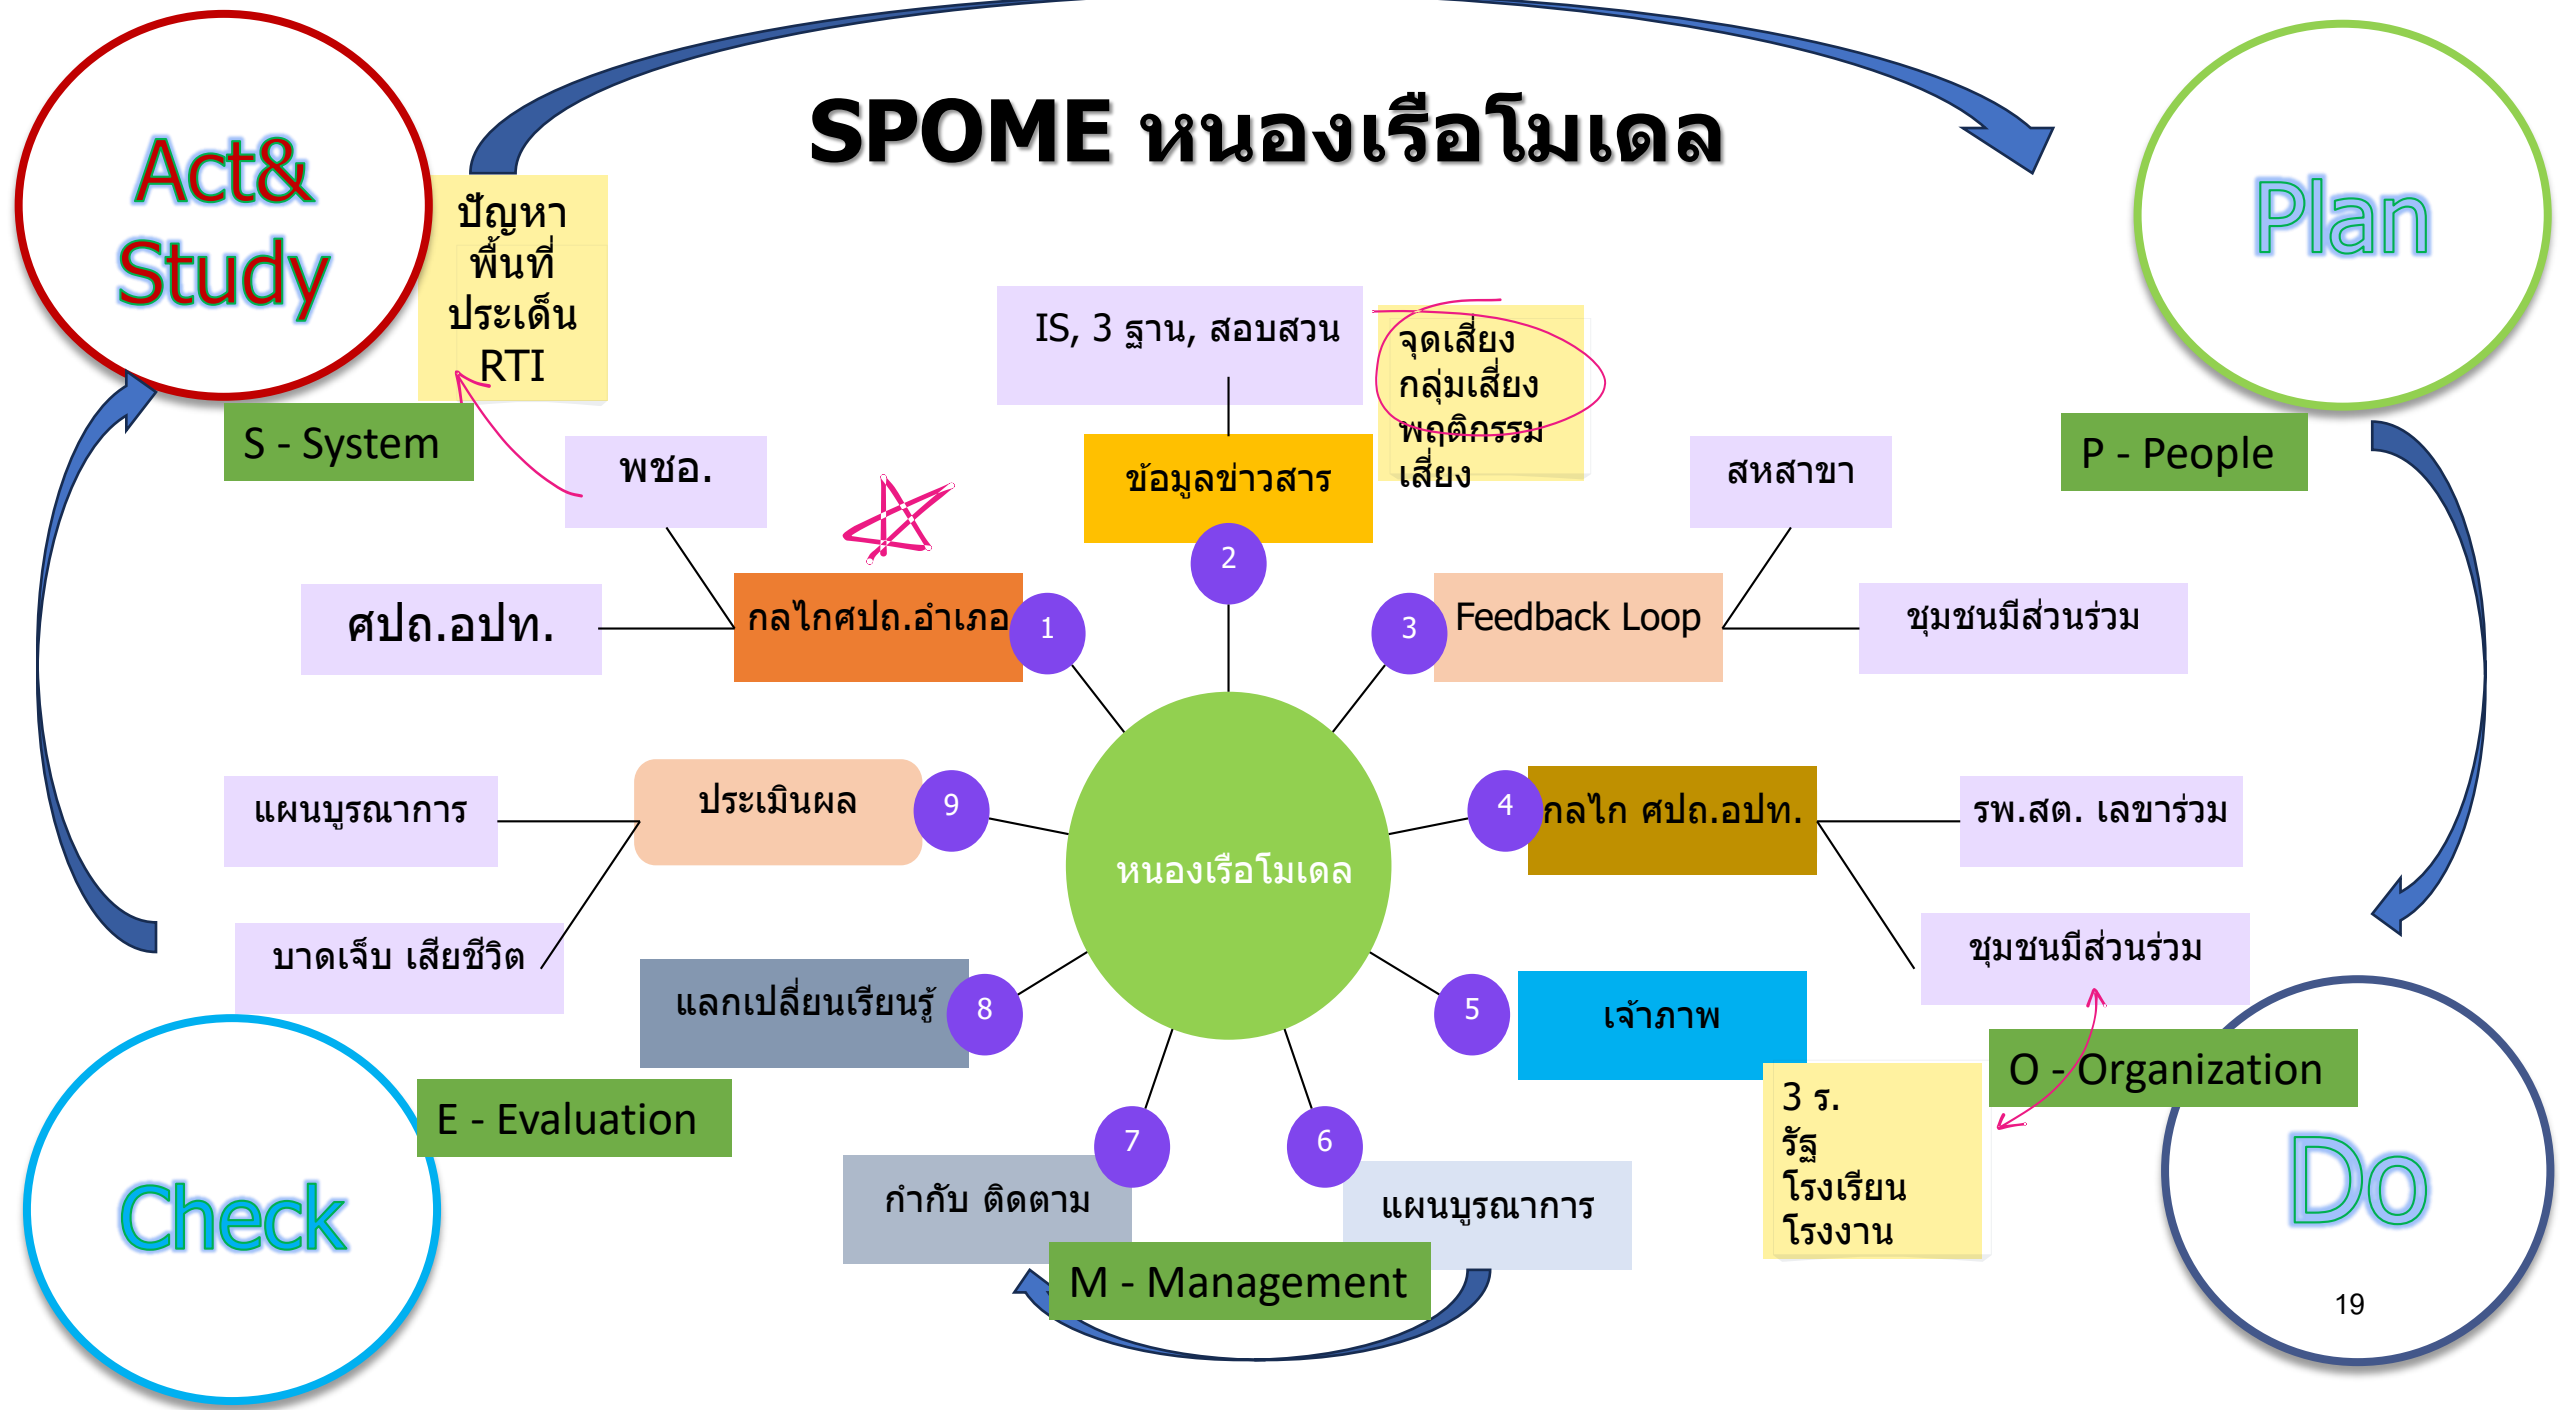 SPOME หนองเรือโมเดล
Act&
Study
Plan
ปัญหา
พื้นที่
ประเด็น
RTI
S - System
พชอ.
ศปถ.อปท.
กลไกศปถ.อำเภอ
1
IS, 3 ฐาน, สอบสวน
จุดเสี่ยง
กลุ่มเสี่ยง
พฤติกรรม
เสี่ยง
ข้อมูลข่าวสาร
2
P - People
สหสาขา
3
Feedback Loop
ชุมชนมีส่วนร่วม
หนองเรือโมเดล
4
กลไก ศปถ.อปท.
รพ.สต. เลขาร่วม
ชุมชนมีส่วนร่วม
5
เจ้าภาพ
3 ร.
รัฐ
โรงเรียน
โรงงาน
O - Organization
Do
19
6
แผนบูรณาการ
7
กำกับ ติดตาม
M - Management
8
แลกเปลี่ยนเรียนรู้
E - Evaluation
9
ประเมินผล
แผนบูรณาการ
บาดเจ็บ เสียชีวิต
Check